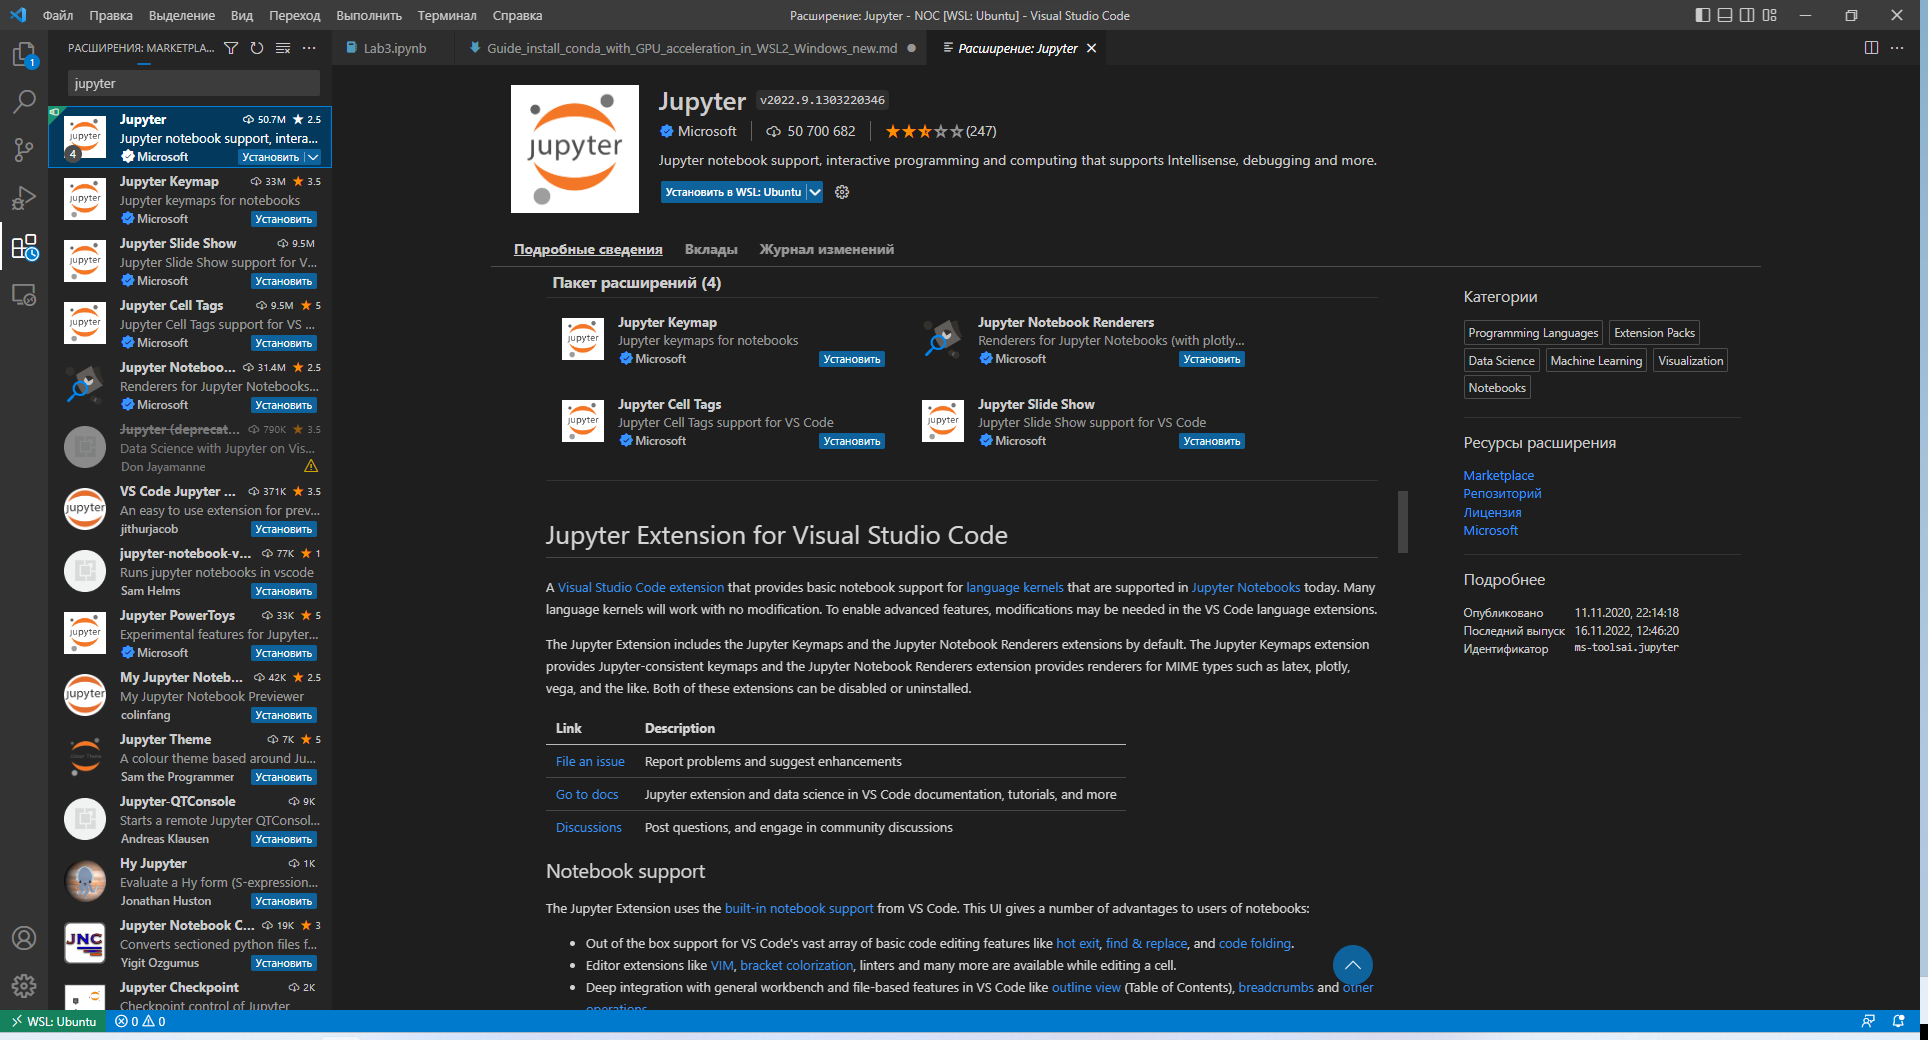 Файл Правка Выделение Вид Переход Выполнить Терминал Справка
Расширение: Jupyter - NOC [WSL: Ubuntu] - Visual Studio Code
РАСШИРЕНИЯ: MARKETPLA...
Lab3.ipynb
Guide_install_conda_with_GPU_acceleration_in_WSL2_Windows_new.md
Расширение: Jupyter
1
jupyter
Jupyter 50.7M 2.5
Jupyter notebook support, intera...
Microsoft Установить
4
Jupyter Keymap 33M 3.5
Jupyter keymaps for notebooks
Microsoft Установить
Jupyter Slide Show 9.5M
Jupyter Slide Show support for V...
Microsoft Установить
Jupyter Cell Tags 9.5M 5
Jupyter Cell Tags support for VS ...
Microsoft Установить
Jupyter Noteboo... 31.4M 2.5
Renderers for Jupyter Notebooks...
Microsoft Установить
Jupyter (deprecat... 790K 3.5
Data Science with Jupyter on Vis...
Don Jayamanne
VS Code Jupyter ... 371K 3.5
An easy to use extension for prev...
jithurjacob Установить
jupyter-notebook-v... 77K 1
Runs jupyter notebooks in vscode
Sam Helms Установить
Jupyter PowerToys 33K 5
Experimental features for Jupyter...
Microsoft Установить
My Jupyter Noteb... 42K 2.5
My Jupyter Notebook Previewer
colinfang Установить
Jupyter Theme 7K 5
A colour theme based around Ju...
Sam the Programmer Установить
Jupyter-QTConsole 9K
Starts a remote Jupyter QTConsol...
Andreas Klausen Установить
Hy Jupyter 1K
Evaluate a Hy form (S-expression...
Jonathan Huston Установить
JNC
Jupyter Notebook C... 19K 3
Converts sectioned python files f...
Yigit Ozgumus Установить
Jupyter Checkpoint 2K
Checkpoint control of Jupyter
jupyter
Jupyter v2022.9.1303220346
Microsoft 50 700 682 (247)
Jupyter notebook support, interactive programming and computing that supports Intellisense, debugging and more.
Установить в WSL: Ubuntu
Подробные сведения Вклады Журнал изменений
Пакет расширений (4)
Jupyter Keymap
Jupyter keymaps for notebooks
Microsoft Установить
Jupyter Notebook Renderers
Renderers for Jupyter Notebooks (with plotly...
Microsoft Установить
Jupyter Cell Tags
Jupyter Cell Tags support for VS Code
Microsoft Установить
Jupyter Slide Show
Jupyter Slide Show support for VS Code
Microsoft Установить
Jupyter Extension for Visual Studio Code
A Visual Studio Code extension that provides basic notebook support for language kernels that are supported in Jupyter Notebooks today. Many
language kernels will work with no modification. To enable advanced features, modifications may be needed in the VS Code language extensions.
The Jupyter Extension includes the Jupyter Keymaps and the Jupyter Notebook Renderers extensions by default. The Jupyter Keymaps extension
provides Jupyter-consistent keymaps and the Jupyter Notebook Renderers extension provides renderers for MIME types such as latex, plotly,
vega, and the like. Both of these extensions can be disabled or uninstalled.
Link Description
File an issue Report problems and suggest enhancements
Go to docs Jupyter extension and data science in VS Code documentation, tutorials, and more
Discussions Post questions, and engage in community discussions
Notebook support
The Jupyter Extension uses the built-in notebook support from VS Code. This UI gives a number of advantages to users of notebooks:
• Out of the box support for VS Code's vast array of basic code editing features like hot exit, find & replace, and code folding.
• Editor extensions like VIM, bracket colorization, linters and many more are available while editing a cell.
• Deep integration with general workbench and file-based features in VS Code like outline view (Table of Contents), breadcrumbs and other
operations.
Категории
Programming Languages Extension Packs
Data Science Machine Learning Visualization
Notebooks
Ресурсы расширения
Marketplace
Репозиторий
Лицензия
Microsoft
Подробнее
Опубликовано 11.11.2020, 22:14:18
Последний выпуск 16.11.2022, 12:46:20
Идентификатор ms-toolsai.jupyter
WSL: Ubuntu 0 0